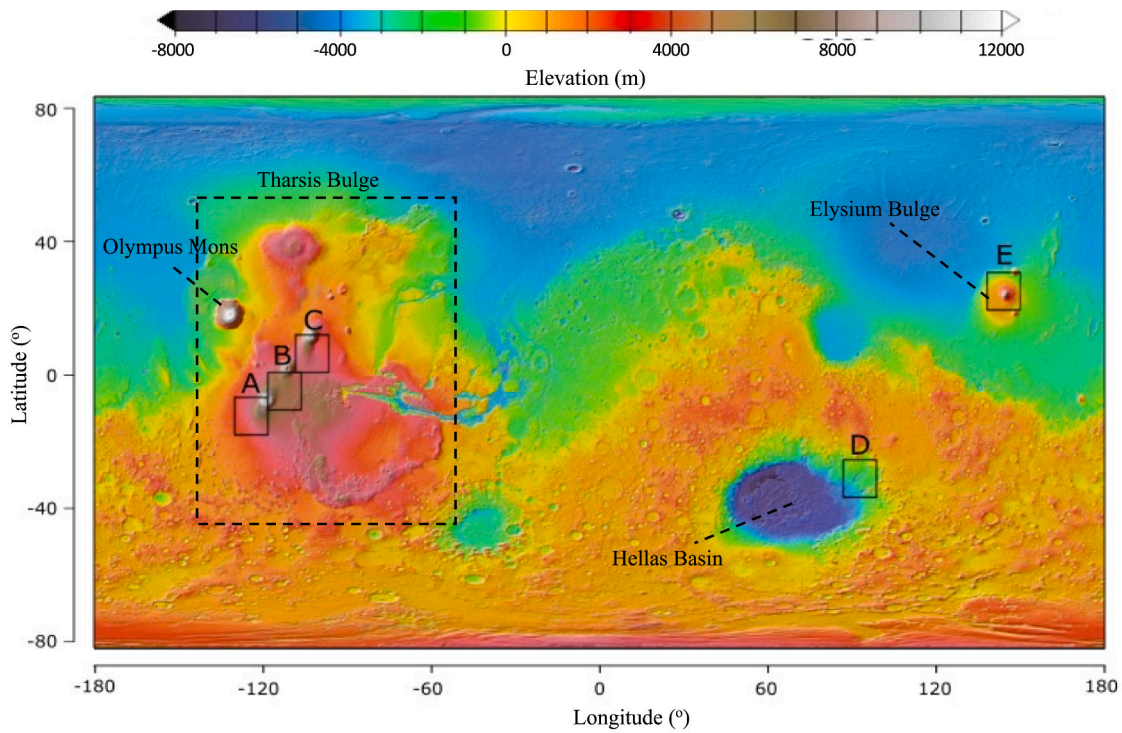 -8000 -4000 0 4000 8000 12000
Elevation (m)
80
Tharsis Bulge
Elysium Bulge
40
Olympus Mons
E
C
B
0
A
Latitude (º)
D
-40
Hellas Basin
-80
-180 -120 -60 0 60 120 180
Longitude (º)